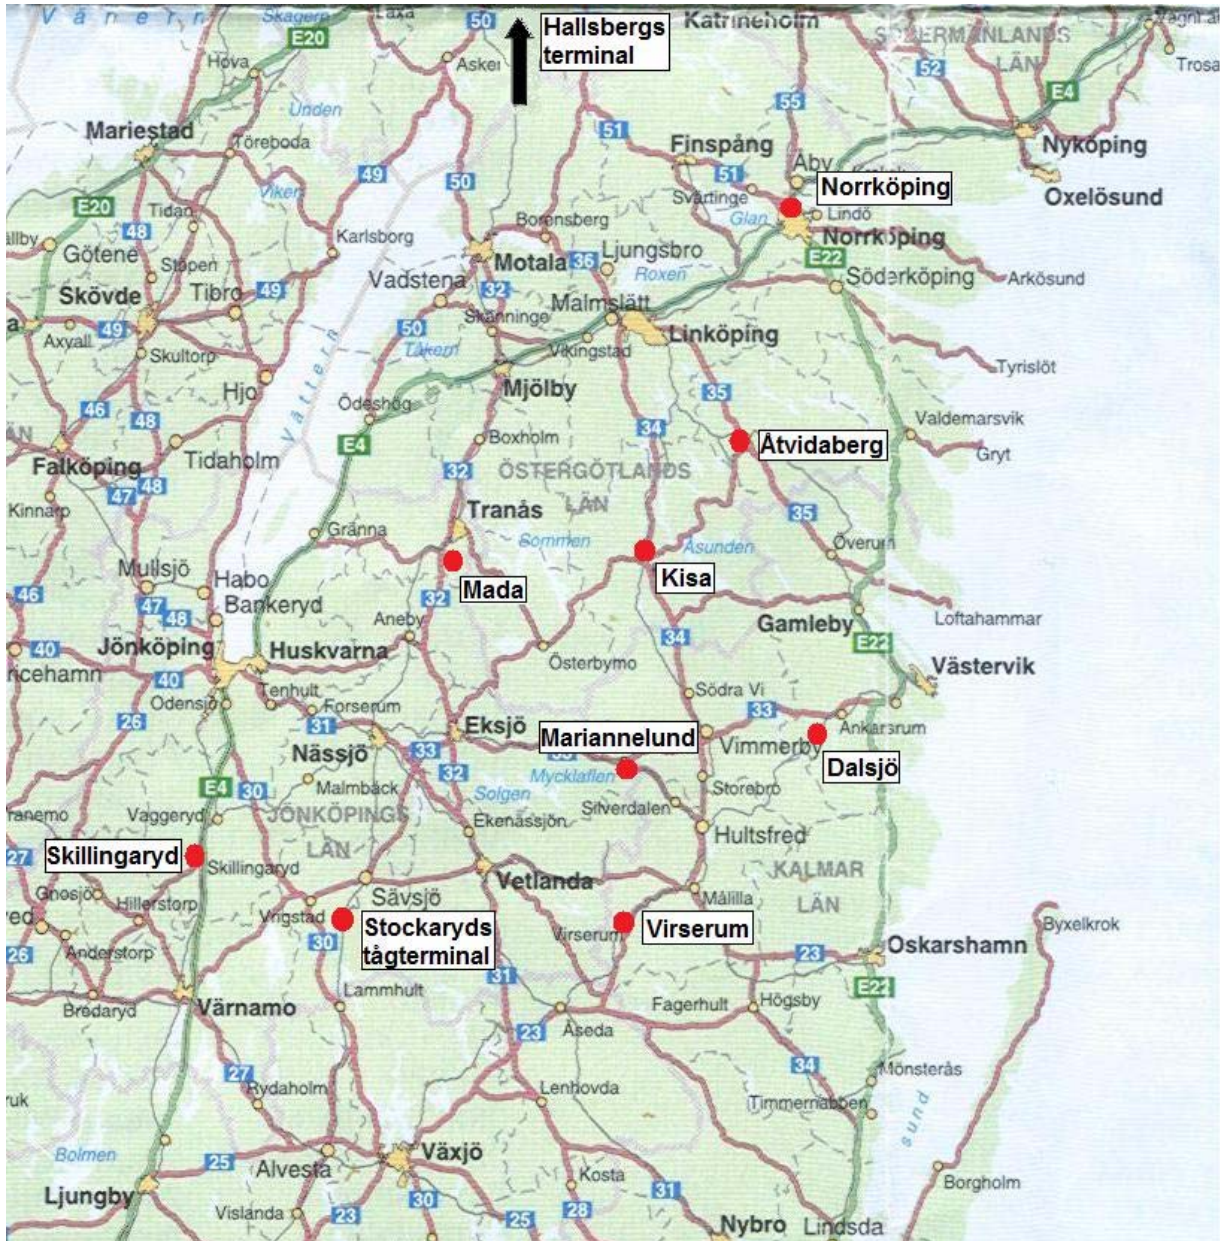 Vänern
Skagern
Laxå
50
Hallsbergs
terminal
Katrineholm
SÖDERMANLANDS
LÄN
Vagnhärad
Trosa
E20
Hova
Askersund
52
E4
Unden
55
51
Mariestad
Töreboda
Finspång
Åby
Nyköping
49
50
51
Svärtinge
Norrköping
Oxelösund
E20
Viken
Tidan
Borensberg
Glan
Lindö
48
Karlsborg
Ljungsbro
Norrköping
Götene
Stöpen
Motala
36
Roxen
E22
Söderköping
Arkösund
Skövde
Tibro
49
Vadstena
32
Malmslätt
Skänninge
Linköping
49
Axvall
50
Tåkern
Vikingstad
Skultorp
Vättern
Tyrislöt
Hjo
Mjölby
35
46
48
Ödeshög
34
Valdemarsvik
LÄN
E4
Boxholm
Åtvidaberg
Gryt
Falköping
Tidaholm
32
ÖSTERGÖTLANDS
LÄN
47
48
Kinnarp
Gränna
Tranås
Sommen
35
Åsunden
Överum
Mullsjö
Habo
Mada
Kisa
46
47
48
Bankeryd
32
Aneby
Gamleby
Loftahammar
Jönköping
Huskvarna
34
E22
40
Österbymo
Västervik
40
Tenhult
Södra Vi
Odensjö
Forserum
33
26
31
Eksjö
Mariannelund
Ankarsrum
Nässjö
33
Vimmerby
Dalsjö
32
Mycklaflen
E4
30
Malmbäck
Solgen
Storebro
Silverdalen
Vaggeryd
JÖNKÖPINGS
LÄN
Ekenässjön
Hultsfred
27
Skillingaryd
Skillingaryd
KALMAR
LÄN
Gnosjö
Vetlanda
Hillerstorp
Sävsjö
Målilla
Vrigstad
Stockaryds
tågterminal
Virserum
Virserum
Byxelkrok
Anderstorp
30
26
Oskarshamn
23
31
Bredaryd
Värnamo
Lammhult
Fagerhult
Högsby
E22
23
Åseda
27
34
Mönsterås
Rydaholm
Lenhovda
Timmernabben
sund
Bolmen
25
Alvesta
Växjö
Kosta
Borgholm
Ljungby
30
31
Vislanda
23
25
28
Nybro
Lindsdal